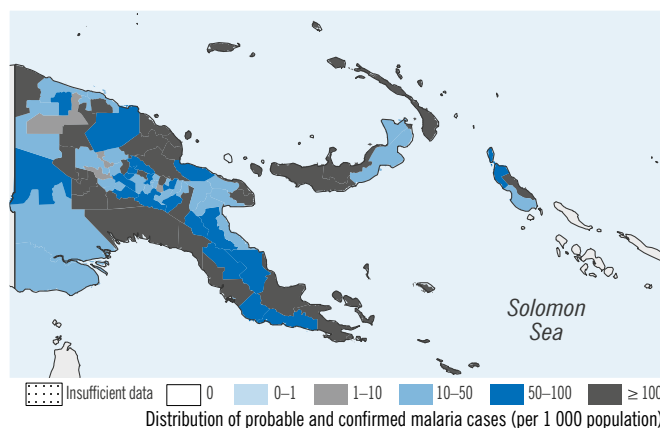 Solomon
Sea
Insufficient data 0 0–1 1–10 10–50 50–100 ≥ 100
Distribution of probable and confirmed malaria cases (per 1 000 population)